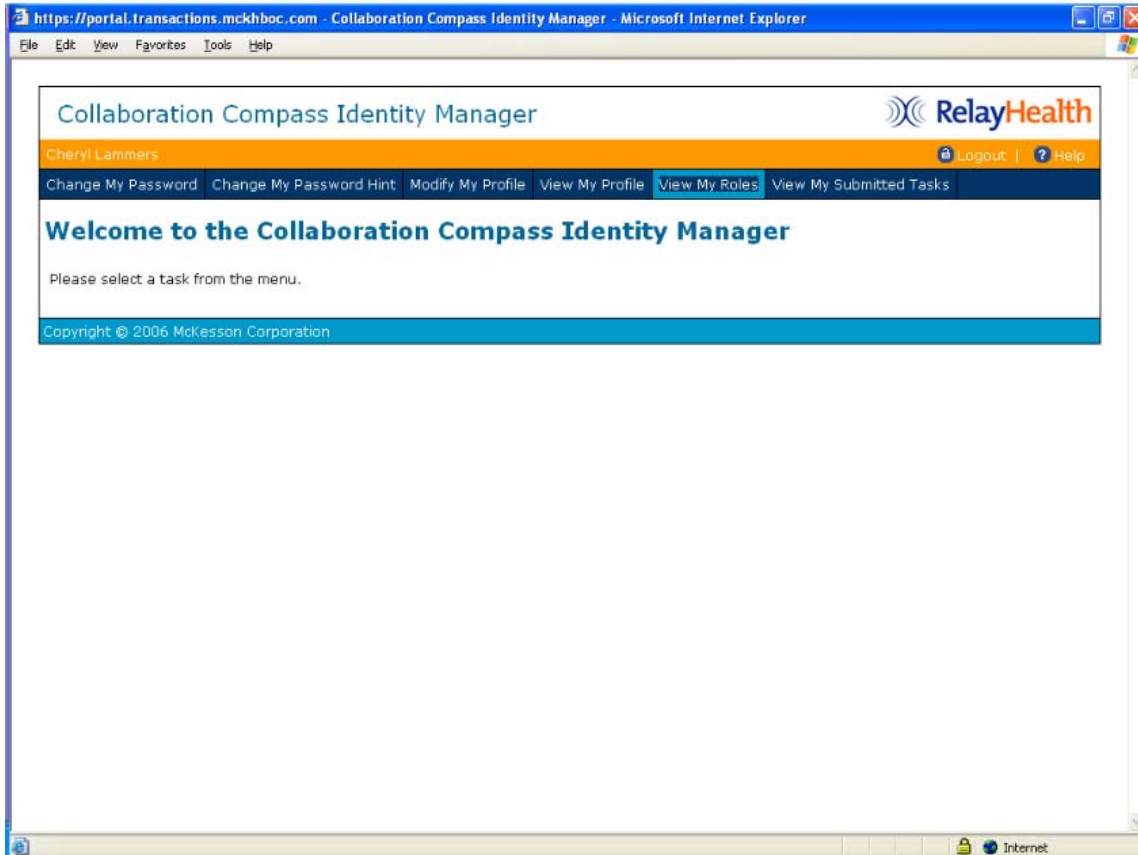 https://portal.transactions.mckhboc.com - Collaboration Compass Identity Manager - Microsoft Internet Explorer
File Edit View Favorites Tools Help
Collaboration Compass Identity Manager RelayHealth
Cheryl Lammers Logout | ? Help
Change My Password Change My Password Hint Modify My Profile View My Profile View My Roles View My Submitted Tasks
Welcome to the Collaboration Compass Identity Manager
Please select a task from the menu.
Copyright © 2006 McKesson Corporation
Internet